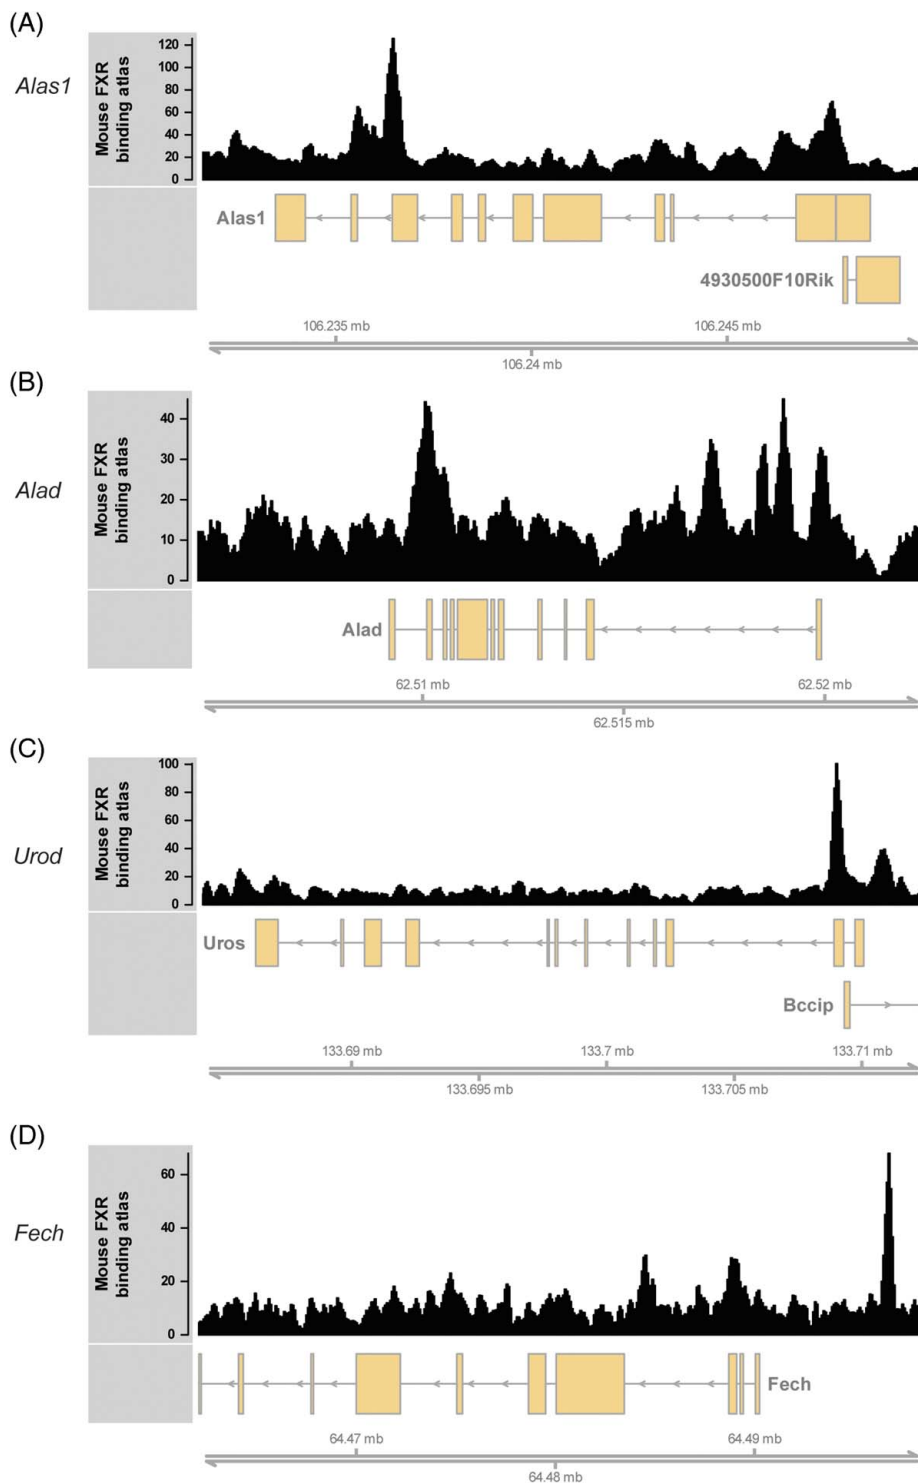 (A)
Alas1
Mouse FXR
binding atlas
120
100
80
60
40
20
0
Alas1
4930500F10Rik
106.235 mb
106.245 mb
106.24 mb
(B)
Alad
Mouse FXR
binding atlas
40
30
20
10
0
Alad
62.51 mb
62.52 mb
62.515 mb
(C)
Urod
Mouse FXR
binding atlas
100
80
60
40
20
0
Uros
Bccip
133.69 mb
133.7 mb
133.71 mb
133.695 mb
133.705 mb
(D)
Fech
Mouse FXR
binding atlas
60
40
20
0
Fech
64.47 mb
64.49 mb
64.48 mb